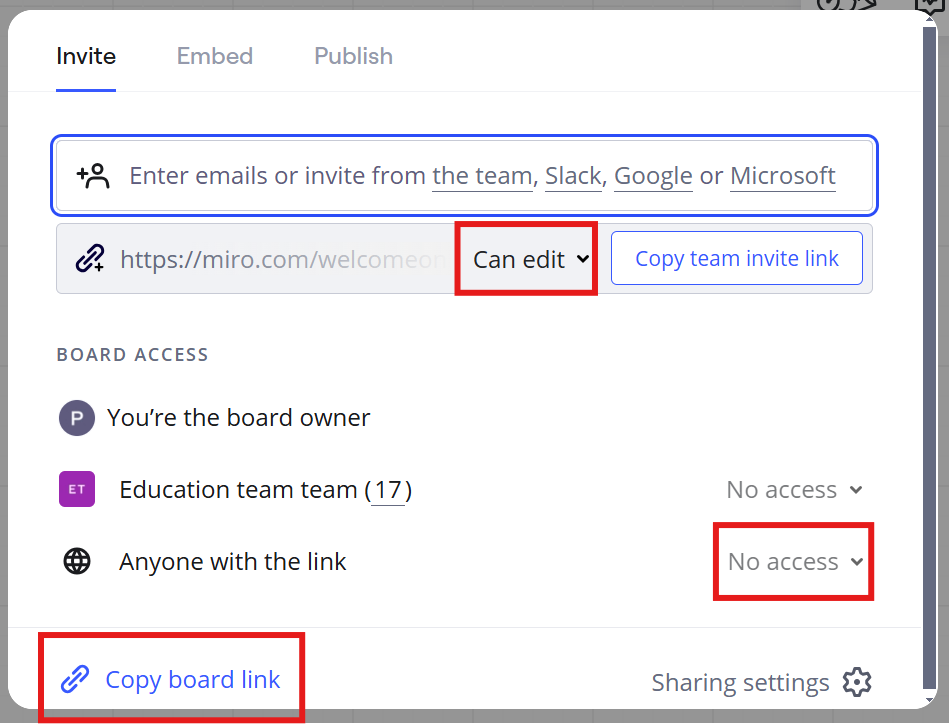 Invite Embed Publish
Enter emails or invite from the team, Slack, Google or Microsoft
https://miro.com/welcomeon Can edit Copy team invite link
BOARD ACCESS
P You're the board owner
ET Education team team (17) No access
Anyone with the link No access
Copy board link Sharing settings